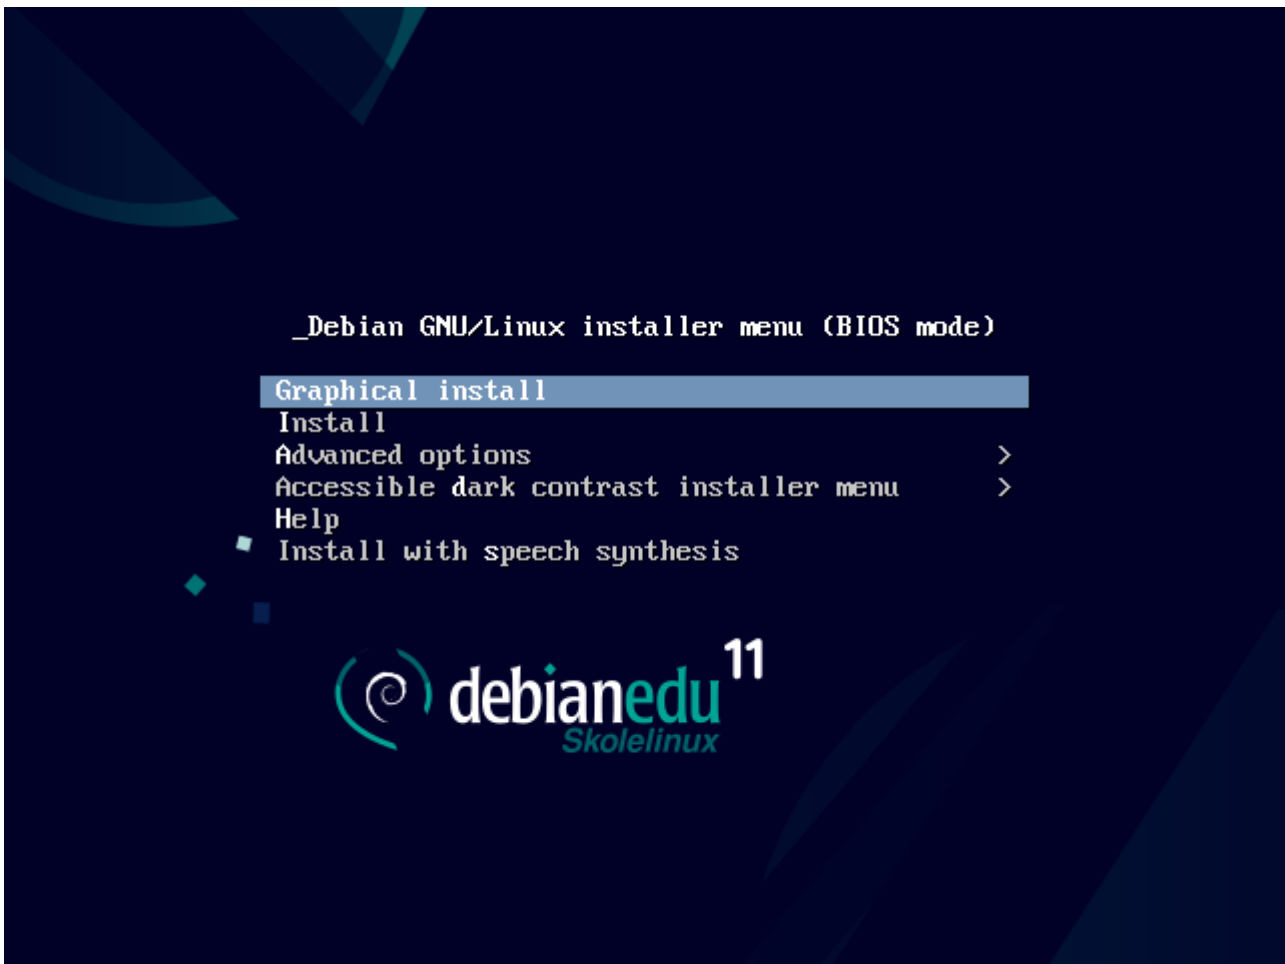 _Debian GNU/Linux installer menu (BIOS mode)
Graphical install
Install
Advanced options >
Accessible dark contrast installer menu >
Help
Install with speech synthesis
debianedu 11
Skolelinux